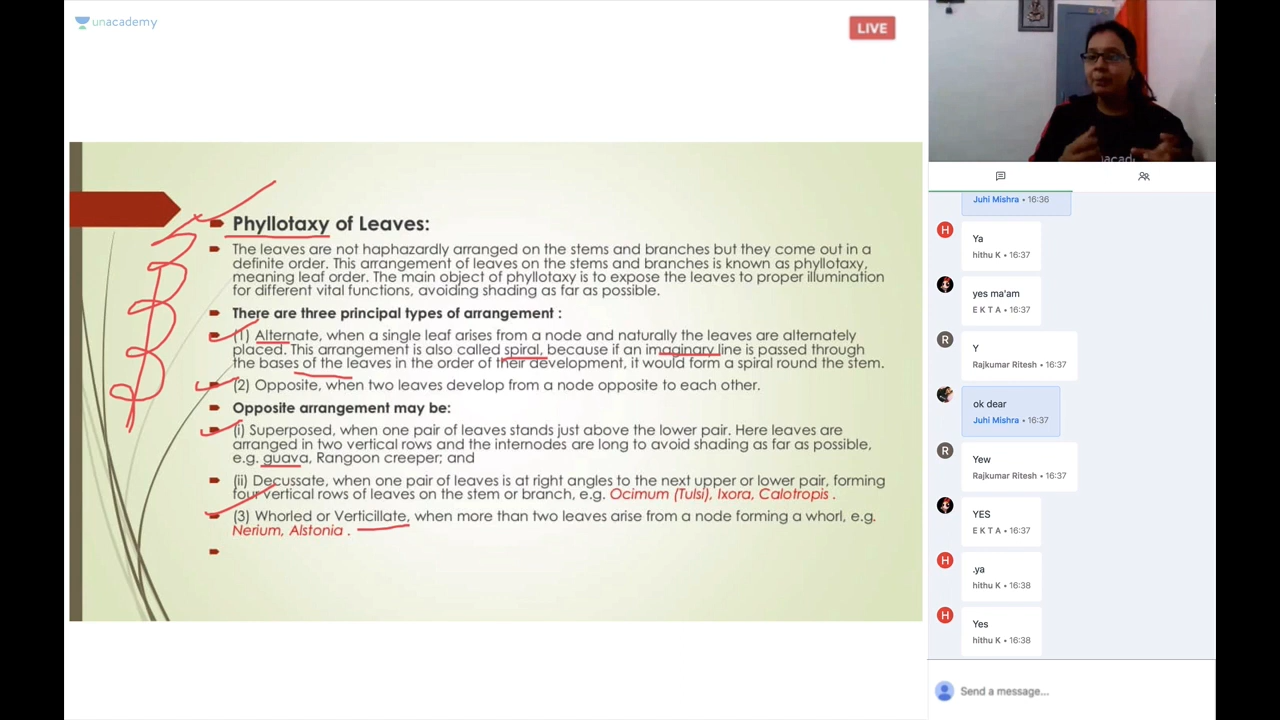 unacademy
LIVE
Phyllotaxy of Leaves:
The leaves are not haphazardly arranged on the stems and branches but they come out in a
definite order. This arrangement of leaves on the stems and branches is known as phyllotaxy,
meaning leaf order. The main object of phyllotaxy is to expose the leaves to proper illumination
for different vital functions, avoiding shading as far as possible.
There are three principal types of arrangement :
(1) Alternate, when a single leaf arises from a node and naturally the leaves are alternately
placed. This arrangement is also called spiral, because if an imaginary line is passed through
the bases of the leaves in the order of their development, it would form a spiral round the stem.
(2) Opposite, when two leaves develop from a node opposite to each other.
Opposite arrangement may be:
(i) Superposed, when one pair of leaves stands just above the lower pair. Here leaves are
arranged in two vertical rows and the internodes are long to avoid shading as far as possible,
e.g. guava, Rangoon creeper; and
(ii) Decussate, when one pair of leaves is at right angles to the next upper or lower pair, forming
four vertical rows of leaves on the stem or branch, e.g. Ocimum (Tulsi), Ixora, Calotropis .
(3) Whorled or Verticillate, when more than two leaves arise from a node forming a whorl, e.g.
Nerium, Alstonia .
acad
Juhi Mishra • 16:36
H
Ya
hithu K • 16:37
yes ma'am
E K T A • 16:37
R
Y
Rajkumar Ritesh • 16:37
ok dear
Juhi Mishra • 16:37
R
Yew
Rajkumar Ritesh • 16:37
YES
E K T A • 16:37
H
.ya
hithu K • 16:38
H
Yes
hithu K • 16:38
Send a message...